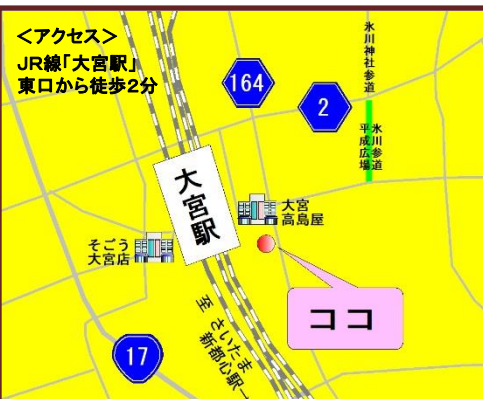 <アクセス>
JR線「大宮駅」
東口から徒歩2分
164
2
氷川神社参道
氷川参道
平成広場
大宮駅
大宮
高島屋
そごう
大宮店
ココ
17
至 さいたま
新都心駅→